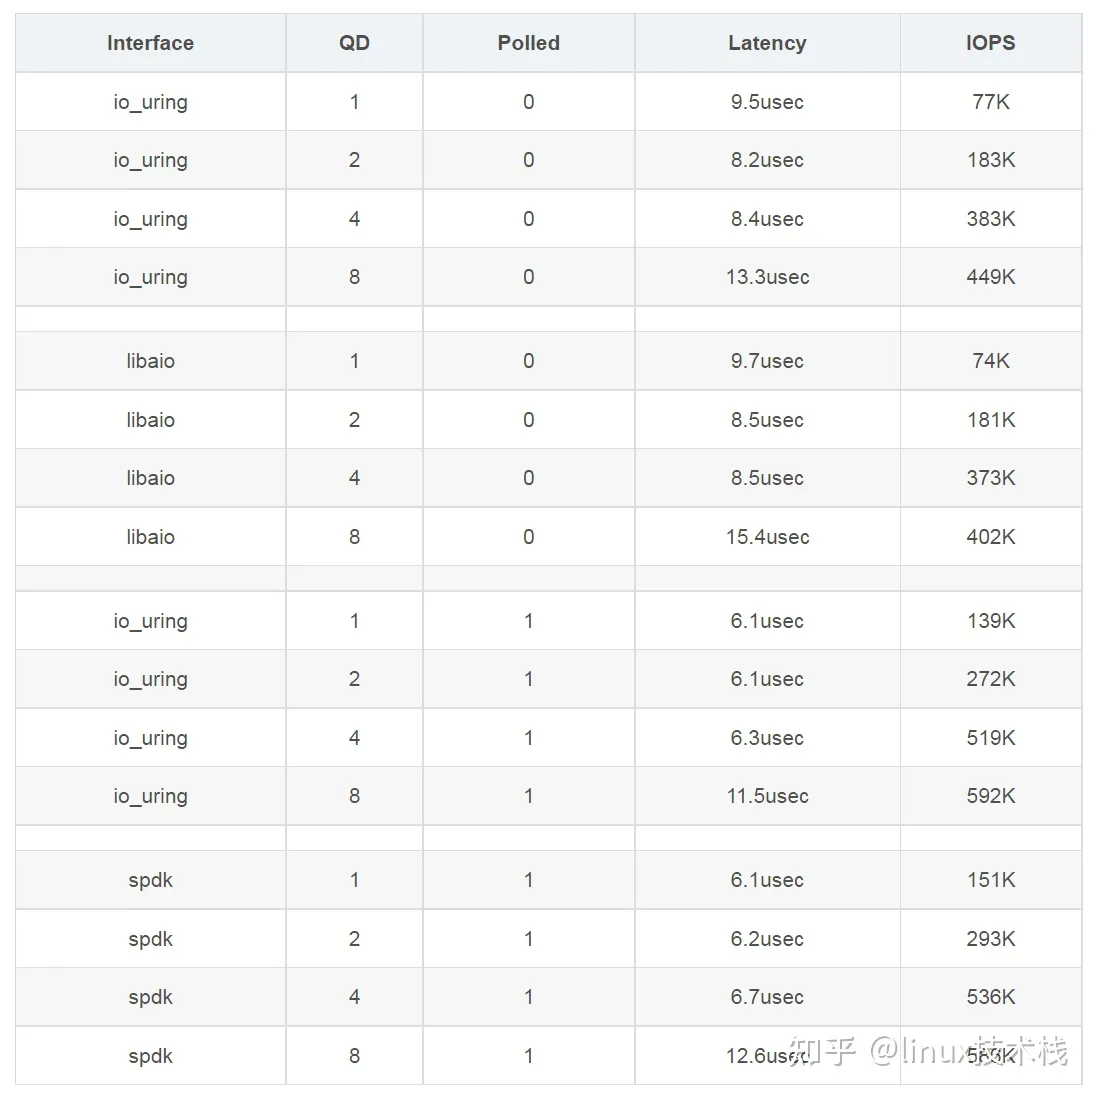 Interface QD Polled Latency IOPS
io_uring 1 0 9.5usec 77K
io_uring 2 0 8.2usec 183K
io_uring 4 0 8.4usec 383K
io_uring 8 0 13.3usec 449K
libaio 1 0 9.7usec 74K
libaio 2 0 8.5usec 181K
libaio 4 0 8.5usec 373K
libaio 8 0 15.4usec 402K
io_uring 1 1 6.1usec 139K
io_uring 2 1 6.1usec 272K
io_uring 4 1 6.3usec 519K
io_uring 8 1 11.5usec 592K
spdk 1 1 6.1usec 151K
spdk 2 1 6.2usec 293K
spdk 4 1 6.7usec 536K
spdk 8 1 12.6usec
知乎 @linux技术栈